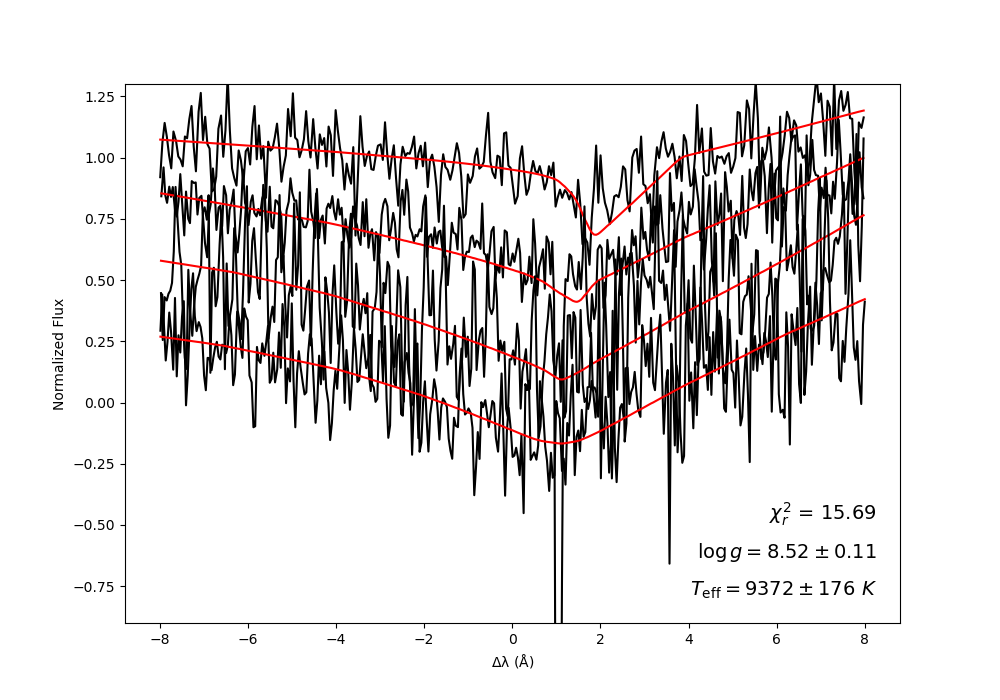 1.25
1.00
0.75
0.50
0.25
0.00
−0.25
−0.50
−0.75
Normalized Flux
χ²ᵣ = 15.69
log g = 8.52 ± 0.11
T_eff = 9372 ± 176 K
−8 −6 −4 −2 0 2 4 6 8
Δλ (Å)